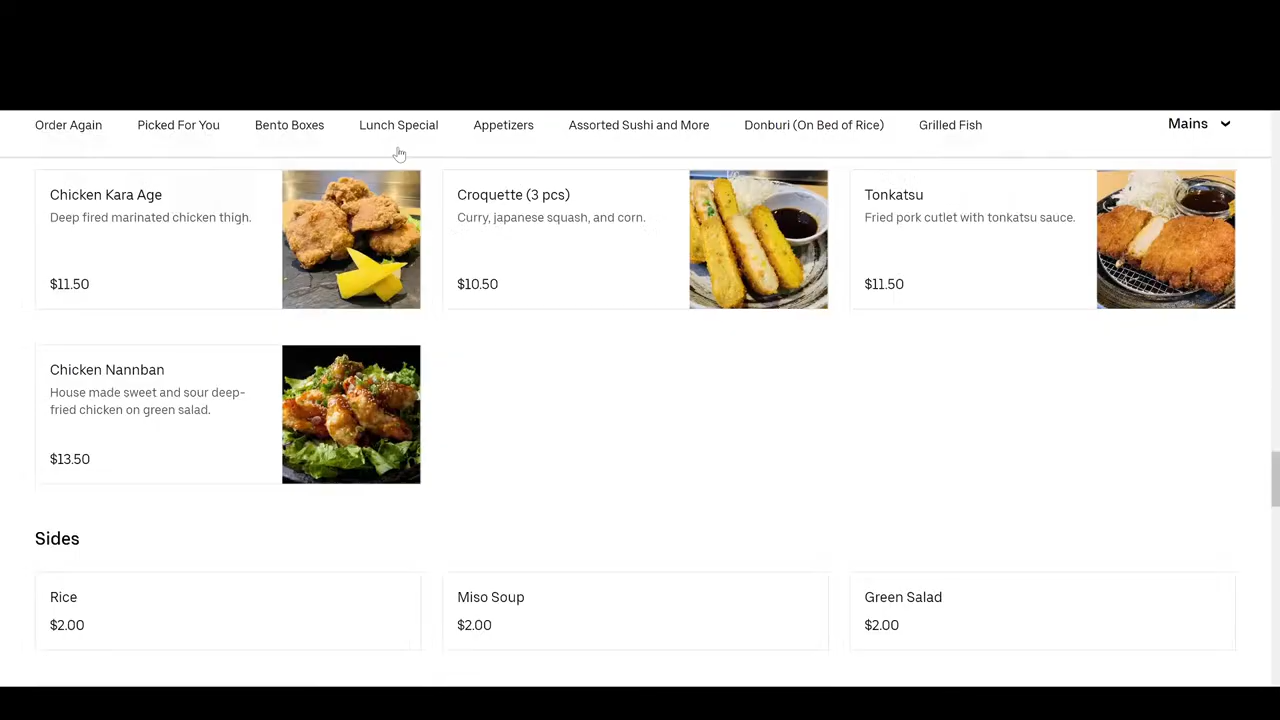 Order Again
Picked For You
Bento Boxes
Lunch Special
Appetizers
Assorted Sushi and More
Donburi (On Bed of Rice)
Grilled Fish
Mains
Chicken Kara Age
Deep fired marinated chicken thigh.
$11.50
Croquette (3 pcs)
Curry, japanese squash, and corn.
$10.50
Tonkatsu
Fried pork cutlet with tonkatsu sauce.
$11.50
Chicken Nannban
House made sweet and sour deep-
fried chicken on green salad.
$13.50
Sides
Rice
$2.00
Miso Soup
$2.00
Green Salad
$2.00